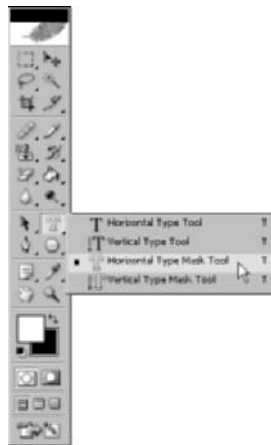 Horizontal Type Tool T
Vertical Type Tool T
Horizontal Type Mask Tool T
Vertical Type Mask Tool T